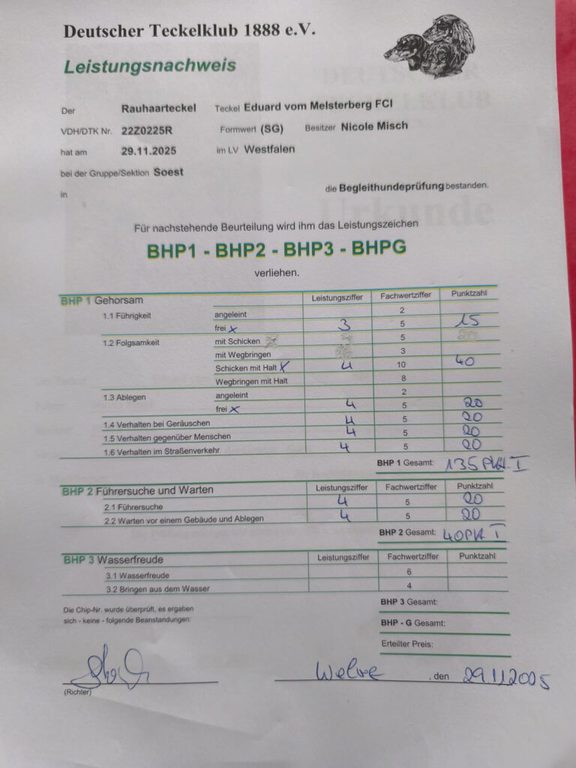 Deutscher Teckelklub 1888 e.V.
Leistungsnachweis
Der Rauhaarteckel Teckel Eduard vom Melsterberg FCI
VDH/DTK Nr. 22Z0225R Formwert (SG) Besitzer Nicole Misch
hat am 29.11.2025 im LV Westfalen
bei der Gruppe/Sektion Soest
in die Begleithundeprüfung bestanden.
Für nachstehende Beurteilung wird ihm das Leistungszeichen
BHP1 - BHP2 - BHP3 - BHPG
verliehen.
BHP 1 Gehorsam Leistungsziffer Fachwertziffer Punktzahl
1.1 Führigkeit angeleint 2
frei x 3 5 15
1.2 Folgsamkeit mit Schicken 5
mit Wegbringen 3
Schicken mit Halt x 4 10 40
Wegbringen mit Halt 8
1.3 Ablegen angeleint 2
frei x 4 5 20
1.4 Verhalten bei Geräuschen 4 5 20
1.5 Verhalten gegenüber Menschen 4 5 20
1.6 Verhalten im Straßenverkehr 4 5 20
BHP 1 Gesamt: 135 Pkt. I
BHP 2 Führersuche und Warten Leistungsziffer Fachwertziffer Punktzahl
2.1 Führersuche 4 5 20
2.2 Warten vor einem Gebäude und Ablegen 4 5 20
BHP 2 Gesamt: 40 Pkt I
BHP 3 Wasserfreude Leistungsziffer Fachwertziffer Punktzahl
3.1 Wasserfreude 6
3.2 Bringen aus dem Wasser 4
BHP 3 Gesamt:
Die Chip-Nr. wurde überprüft, es ergaben
sich - keine - folgende Beanstandungen:
BHP - G Gesamt:
Erteilter Preis:
Welve, den 29.11.2025
(Richter)